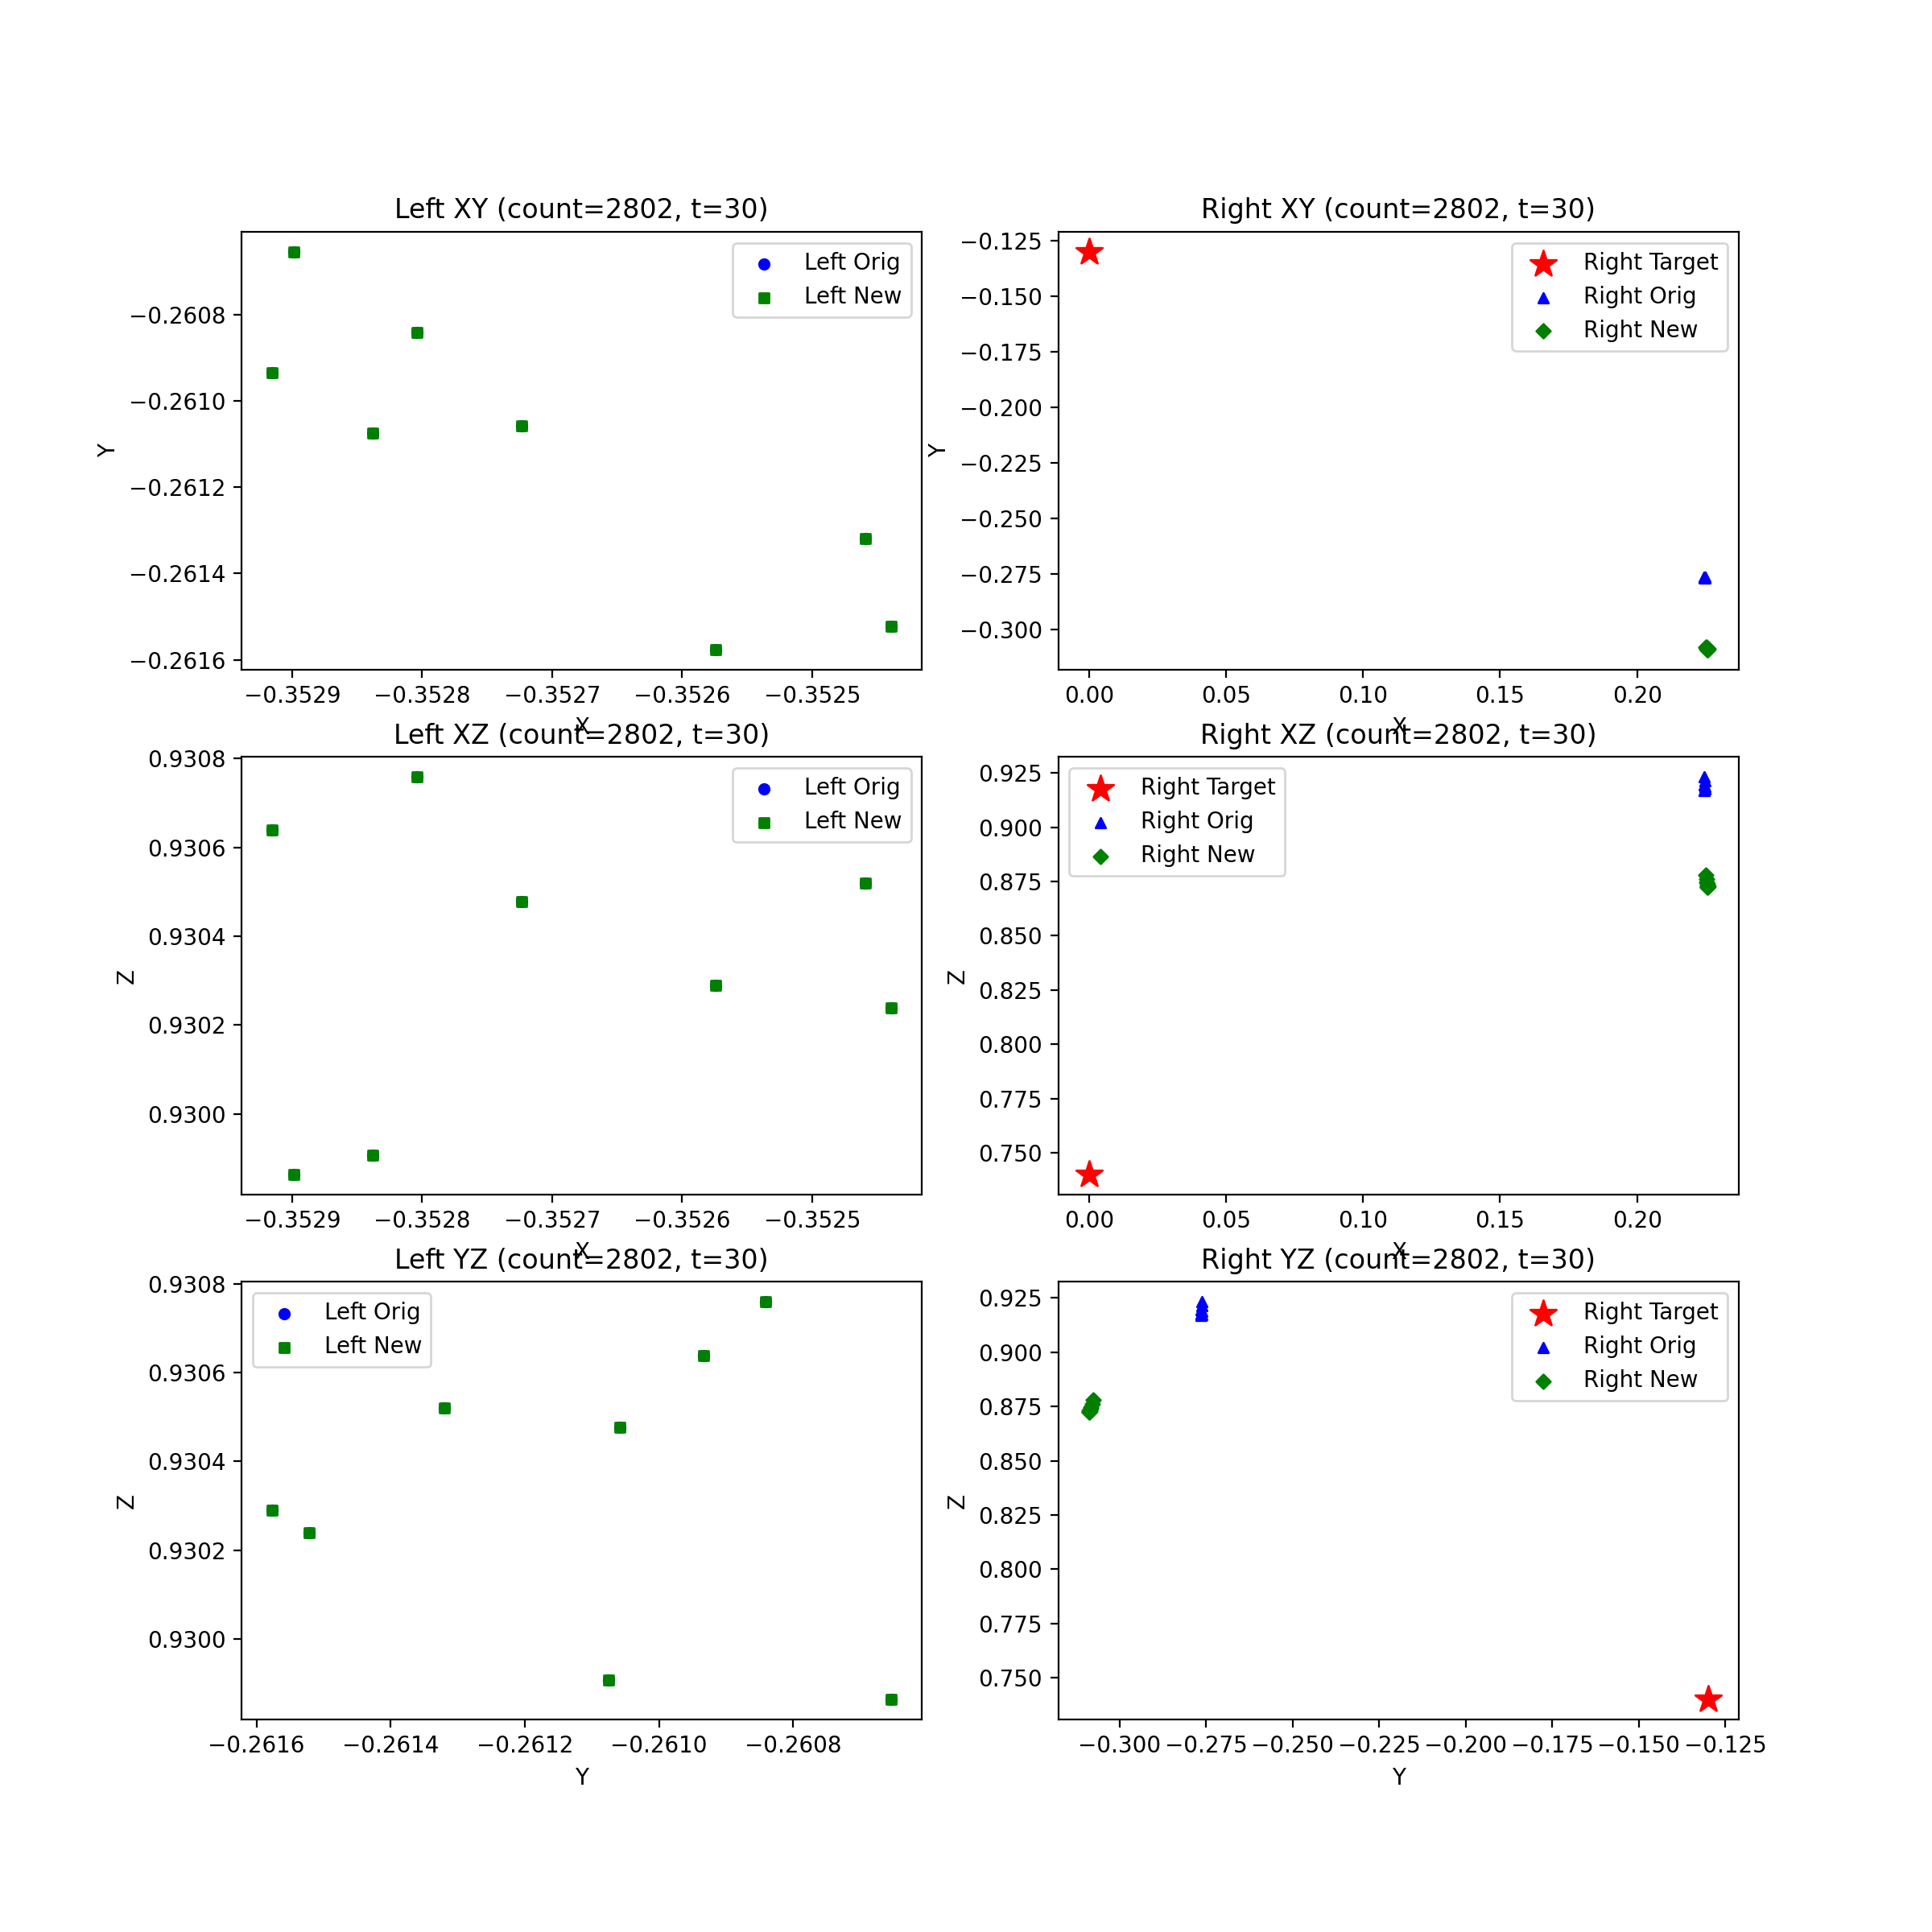 Left XY (count=2802, t=30)
Left Orig
Left New
−0.2608
−0.2610
−0.2612
−0.2614
−0.2616
Y
−0.3529
−0.3528
−0.3527
−0.3526
−0.3525
X
Right XY (count=2802, t=30)
Right Target
Right Orig
Right New
−0.125
−0.150
−0.175
−0.200
−0.225
−0.250
−0.275
−0.300
Y
0.00
0.05
0.10
0.15
0.20
X
Left XZ (count=2802, t=30)
Left Orig
Left New
0.9308
0.9306
0.9304
0.9302
0.9300
Z
−0.3529
−0.3528
−0.3527
−0.3526
−0.3525
X
Right XZ (count=2802, t=30)
Right Target
Right Orig
Right New
0.925
0.900
0.875
0.850
0.825
0.800
0.775
0.750
Z
0.00
0.05
0.10
0.15
0.20
X
Left YZ (count=2802, t=30)
Left Orig
Left New
0.9308
0.9306
0.9304
0.9302
0.9300
Z
−0.2616
−0.2614
−0.2612
−0.2610
−0.2608
Y
Right YZ (count=2802, t=30)
Right Target
Right Orig
Right New
0.925
0.900
0.875
0.850
0.825
0.800
0.775
0.750
Z
−0.300
−0.275
−0.250
−0.225
−0.200
−0.175
−0.150
−0.125
Y